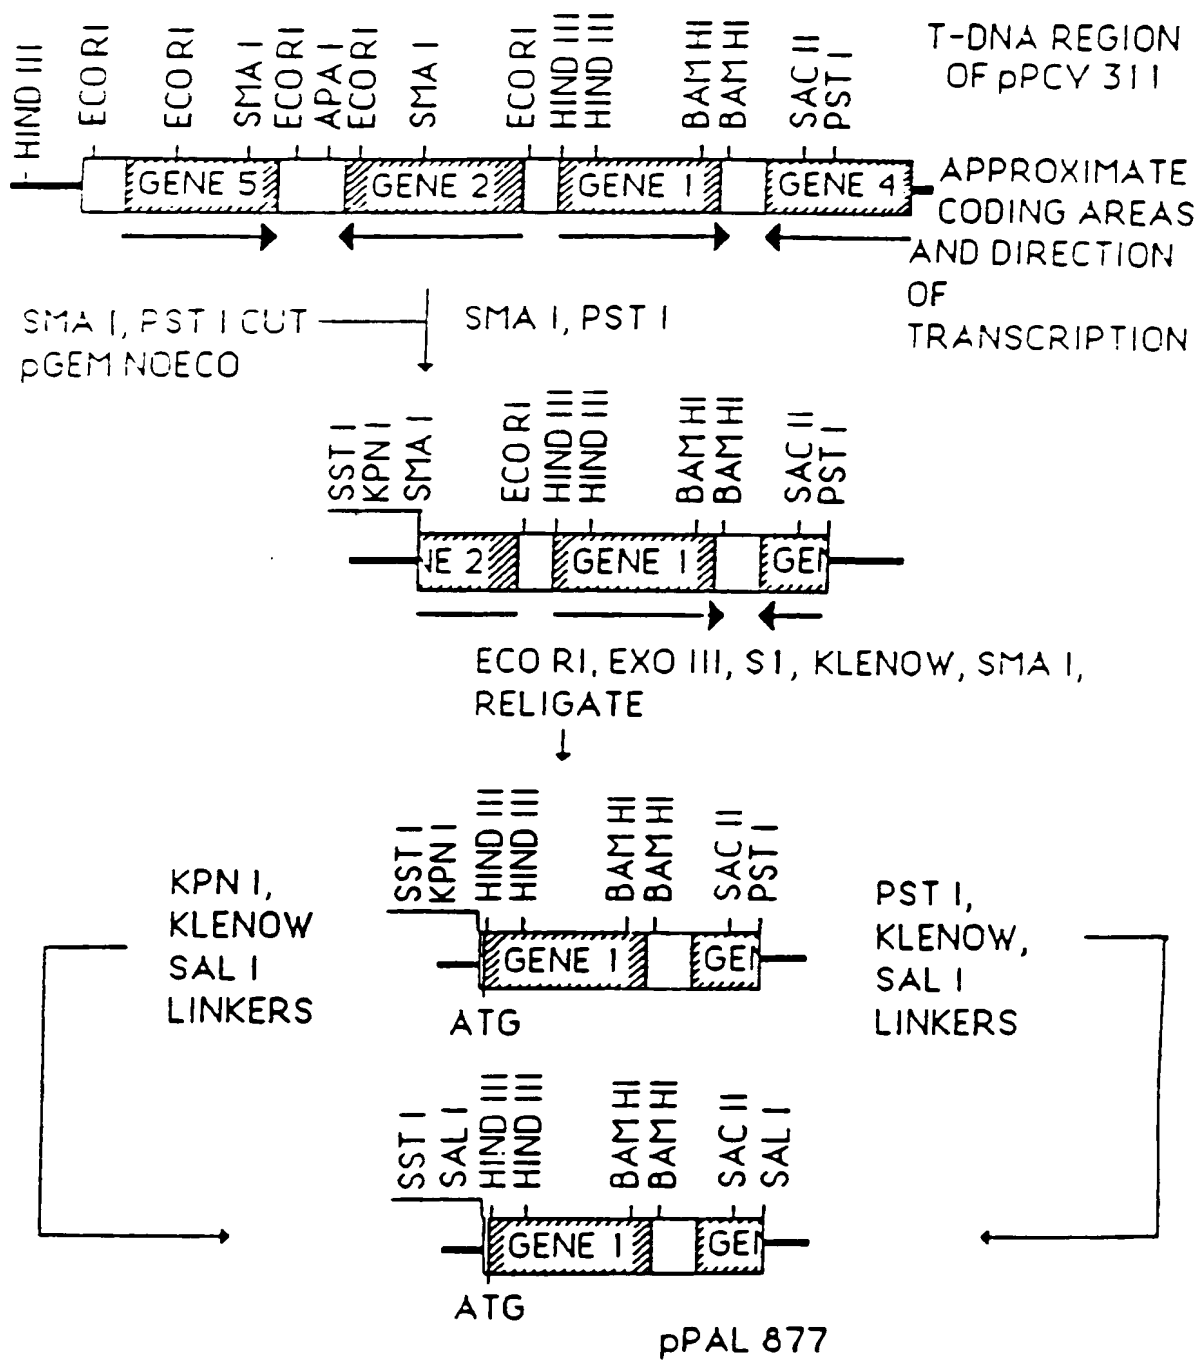 HIND III
ECO RI
ECO RI
SMA I
ECO RI
APA I
ECO RI
SMA I
ECO RI
HIND III
HIND III
BAM HI
BAM HI
SAC II
PST I
T-DNA REGION
OF pPCY 311
GENE 5
GENE 2
GENE 1
GENE 4
APPROXIMATE
CODING AREAS
AND DIRECTION
OF
TRANSCRIPTION
SMA I, PST I CUT
pGEM NOECO
SMA I, PST I
SST I
KPN I
SMA I
ECO RI
HIND III
HIND III
BAM HI
BAM HI
SAC II
PST I
NE 2
GENE 1
GEN
ECO RI, EXO III, S1, KLENOW, SMA I,
RELIGATE
SST I
KPN I
HIND III
HIND III
BAM HI
BAM HI
SAC II
PST I
KPN I,
KLENOW
SAL I
LINKERS
GENE 1
GEN
ATG
PST I,
KLENOW,
SAL I
LINKERS
SST I
SAL I
HIND III
HIND III
BAM HI
BAM HI
SAC II
SAL I
GENE 1
GEN
ATG
pPAL 877